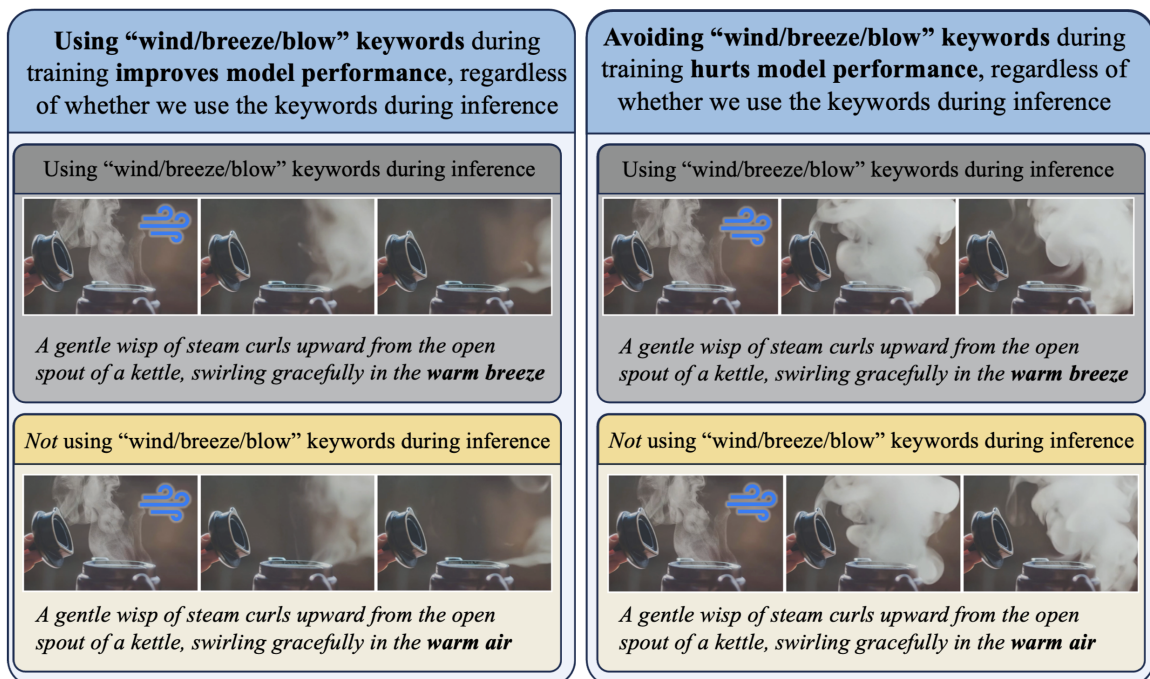 Using “wind/breeze/blow” keywords during
training improves model performance, regardless
of whether we use the keywords during inference
Using “wind/breeze/blow” keywords during inference
A gentle wisp of steam curls upward from the open
spout of a kettle, swirling gracefully in the warm breeze
Not using “wind/breeze/blow” keywords during inference
A gentle wisp of steam curls upward from the open
spout of a kettle, swirling gracefully in the warm air
Avoiding “wind/breeze/blow” keywords during
training hurts model performance, regardless of
whether we use the keywords during inference
Using “wind/breeze/blow” keywords during inference
A gentle wisp of steam curls upward from the open
spout of a kettle, swirling gracefully in the warm breeze
Not using “wind/breeze/blow” keywords during inference
A gentle wisp of steam curls upward from the open
spout of a kettle, swirling gracefully in the warm air